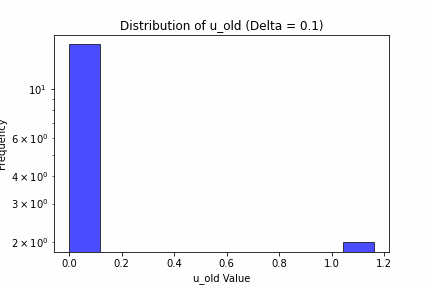 Distribution of u_old (Delta = 0.1)
Frequency
10¹
6 × 10⁰
4 × 10⁰
3 × 10⁰
2 × 10⁰
0.0 0.2 0.4 0.6 0.8 1.0 1.2
u_old Value